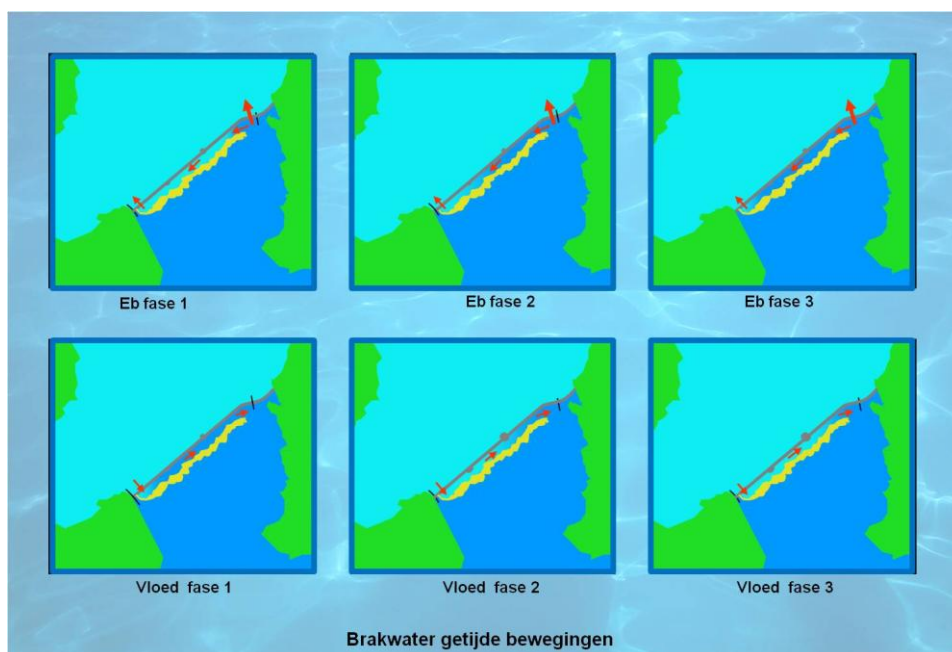 Eb fase 1
Eb fase 2
Eb fase 3
Vloed fase 1
Vloed fase 2
Vloed fase 3
Brakwater getijde bewegingen